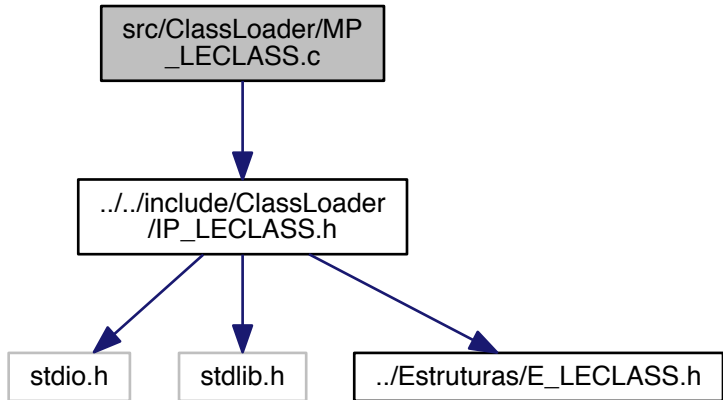 src/ClassLoader/MP
_LECLASS.c
../../include/ClassLoader
/IP_LECLASS.h
stdio.h
stdlib.h
../Estruturas/E_LECLASS.h